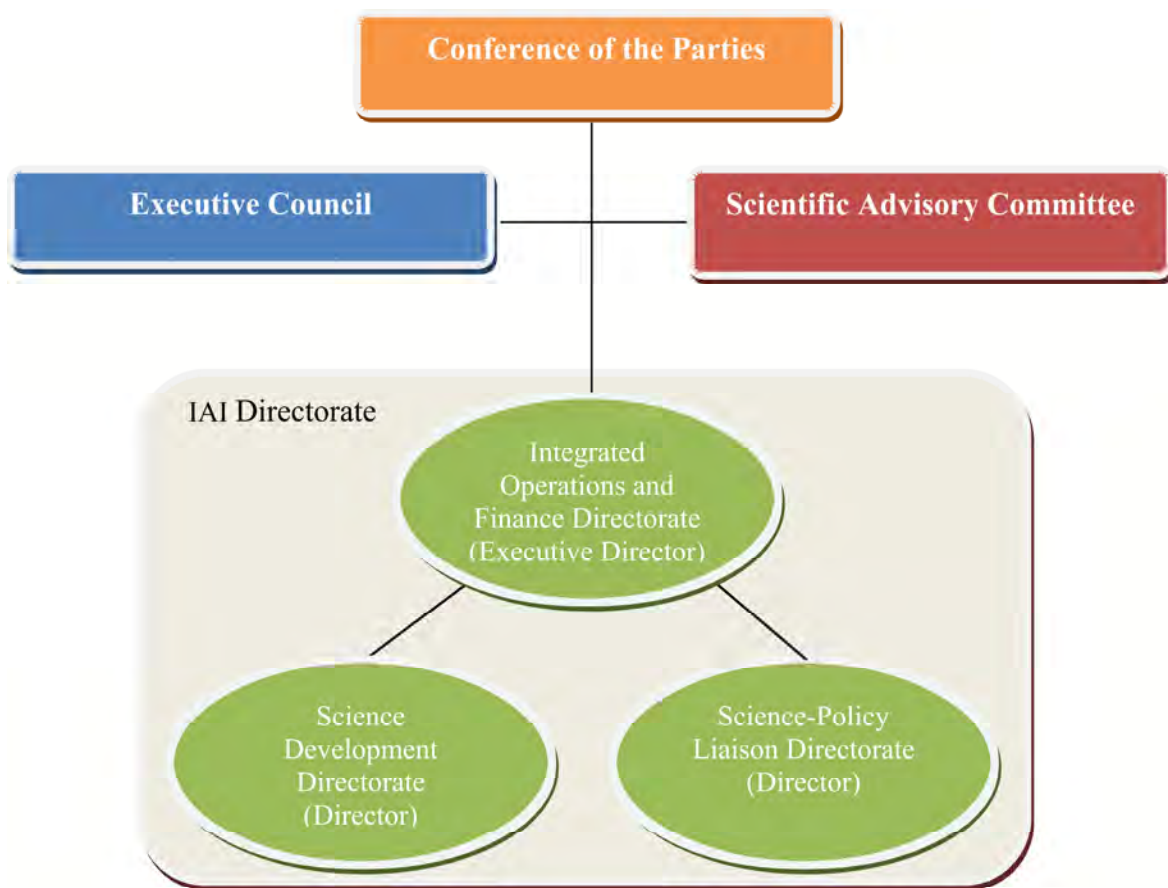 Conference of the Parties
Executive Council
Scientific Advisory Committee
IAI Directorate
Integrated
Operations and
Finance Directorate
(Executive Director)
Science
Development
Directorate
(Director)
Science-Policy
Liaison Directorate
(Director)